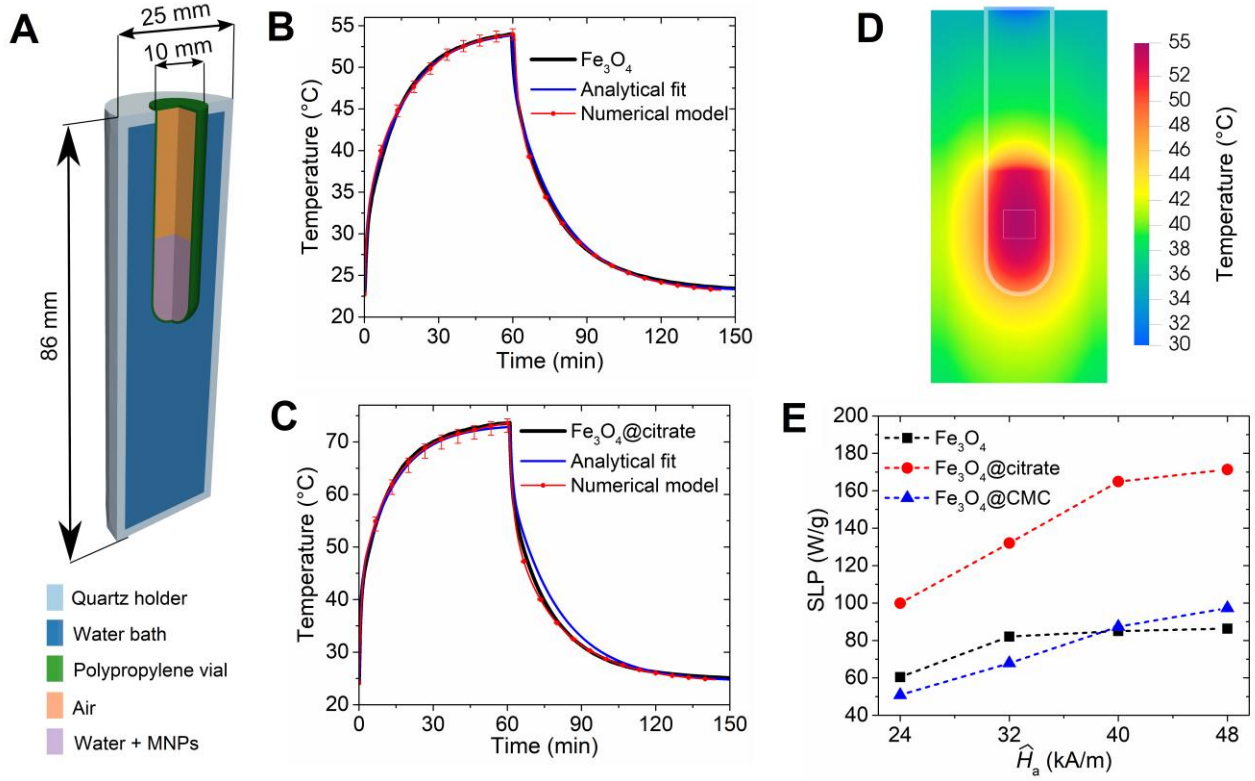 A
25 mm
10 mm
86 mm
Quartz holder
Water bath
Polypropylene vial
Air
Water + MNPs
B
Temperature (°C)
55
50
45
40
35
30
25
20
Fe₃O₄
Analytical fit
Numerical model
0 30 60 90 120 150
Time (min)
C
Temperature (°C)
70
60
50
40
30
20
Fe₃O₄@citrate
Analytical fit
Numerical model
0 30 60 90 120 150
Time (min)
D
55
54
52
50
48
46
44
42
40
38
36
34
32
30
Temperature (°C)
E
SLP (W/g)
200
180
160
140
120
100
80
60
40
Fe₃O₄
Fe₃O₄@citrate
Fe₃O₄@CMC
24 32 40 48
Ĥₐ (kA/m)